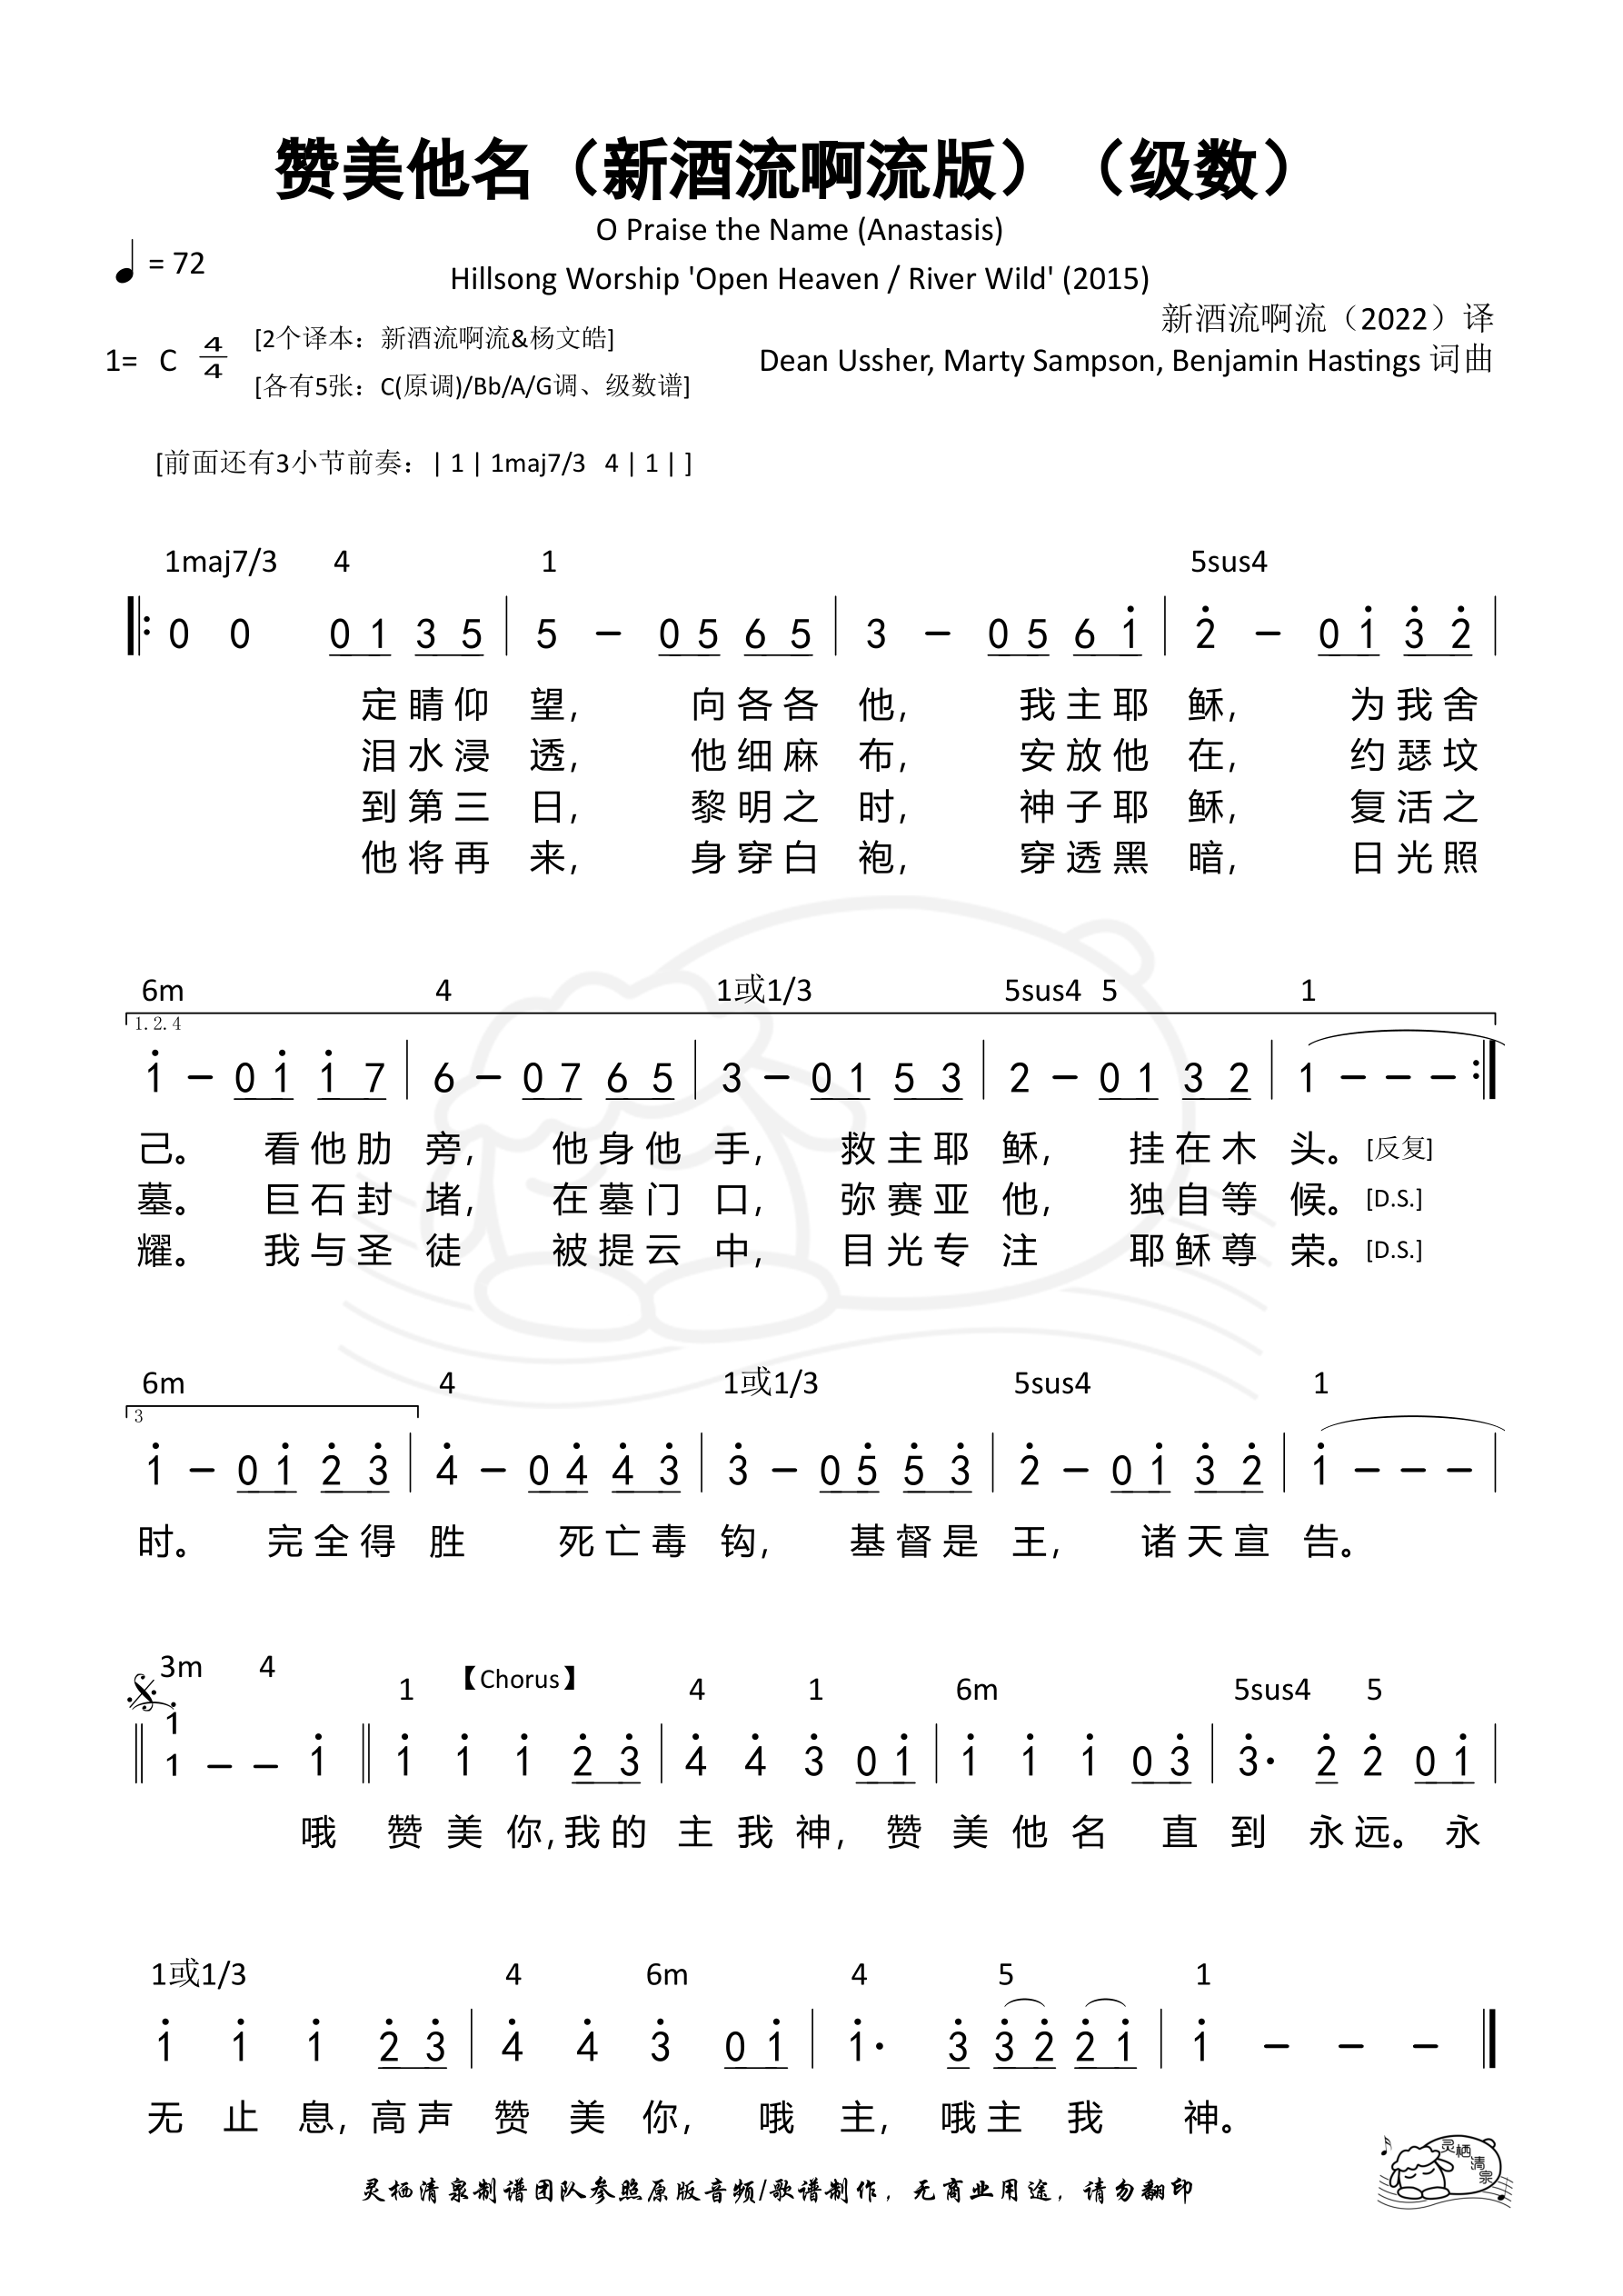 赞美他名（新酒流啊流版）（级数）
O Praise the Name (Anastasis)
♩ = 72
Hillsong Worship 'Open Heaven / River Wild' (2015)
新酒流啊流（2022）译
1= C 4/4
[2个译本：新酒流啊流&杨文皓]
Dean Ussher, Marty Sampson, Benjamin Hastings 词曲
[各有5张：C(原调)/Bb/A/G调、级数谱]
[前面还有3小节前奏：| 1 | 1maj7/3 4 | 1 | ]
1maj7/3 4 1 5sus4
‖: 0 0 0 1 3 5 | 5 – 0 5 6 5 | 3 – 0 5 6 1̇ | 2̇ – 0 1̇ 3̇ 2̇ |
定睛仰 望， 向各各 他， 我主耶 稣， 为我舍
泪水浸 透， 他细麻 布， 安放他 在， 约瑟坟
到第三 日， 黎明之 时， 神子耶 稣， 复活之
他将再 来， 身穿白 袍， 穿透黑 暗， 日光照
6m 4 1或1/3 5sus4 5 1
1.2.4
1̇ – 0 1̇ 1̇ 7 | 6 – 0 7 6 5 | 3 – 0 1 5 3 | 2 – 0 1 3 2 | 1 – – – :‖
己。 看他肋 旁， 他身他 手， 救主耶 稣， 挂在木 头。 [反复]
墓。 巨石封 堵， 在墓门 口， 弥赛亚 他， 独自等 候。 [D.S.]
耀。 我与圣 徒 被提云 中， 目光专 注 耶稣尊 荣。 [D.S.]
6m 4 1或1/3 5sus4 1
3
1̇ – 0 1̇ 2̇ 3̇ | 4̇ – 0 4̇ 4̇ 3̇ | 3̇ – 0 5̇ 5̇ 3̇ | 2̇ – 0 1̇ 3̇ 2̇ | 1̇ – – – |
时。 完全得 胜 死亡毒 钩， 基督是 王， 诸天宣 告。
3m 4 1 【Chorus】 4 1 6m 5sus4 5
1̇
‖ 1 – – 1̇ ‖ 1̇ 1̇ 1̇ 2̇ 3̇ | 4̇ 4̇ 3̇ 0 1̇ | 1̇ 1̇ 1̇ 0 3̇ | 3̇· 2̇ 2̇ 0 1̇ |
哦 赞 美 你，我的 主 我 神， 赞 美 他 名 直 到 永远。 永
1或1/3 4 6m 4 5 1
1̇ 1̇ 1̇ 2̇ 3̇ | 4̇ 4̇ 3̇ 0 1̇ | 1̇· 3̇ 3̇ 2̇ 2̇ 1̇ | 1̇ – – – ‖
无 止 息，高声 赞 美 你， 哦 主， 哦主 我 神。
灵栖清泉
灵栖清泉制谱团队参照原版音频/歌谱制作，无商业用途，请勿翻印